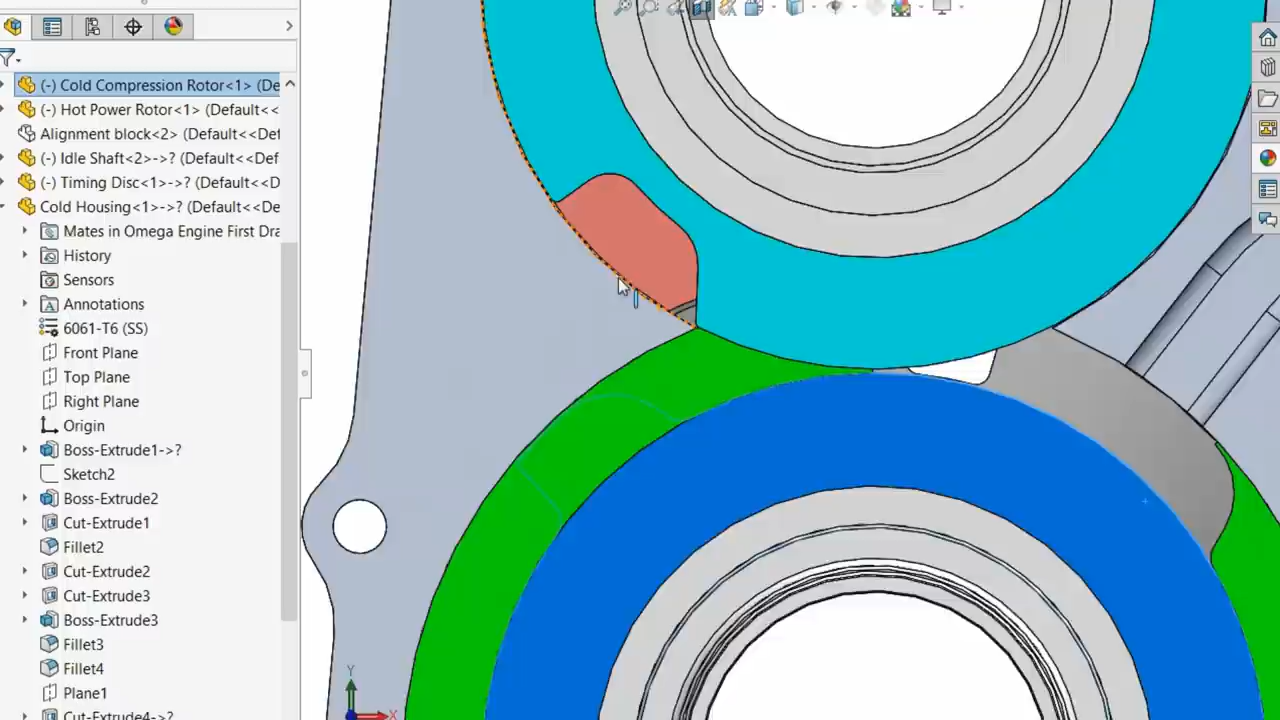 (-) Cold Compression Rotor<1> (De
(-) Hot Power Rotor<1> (Default<<
Alignment block<2> (Default<<Def
(-) Idle Shaft<2>->? (Default<<Def
(-) Timing Disc<1>->? (Default<<D
Cold Housing<1>->? (Default<<De
Mates in Omega Engine First Dra
History
Sensors
Annotations
6061-T6 (SS)
Front Plane
Top Plane
Right Plane
Origin
Boss-Extrude1->?
Sketch2
Boss-Extrude2
Cut-Extrude1
Fillet2
Cut-Extrude2
Cut-Extrude3
Boss-Extrude3
Fillet3
Fillet4
Plane1
Cut-Extrude4->?
Y
X